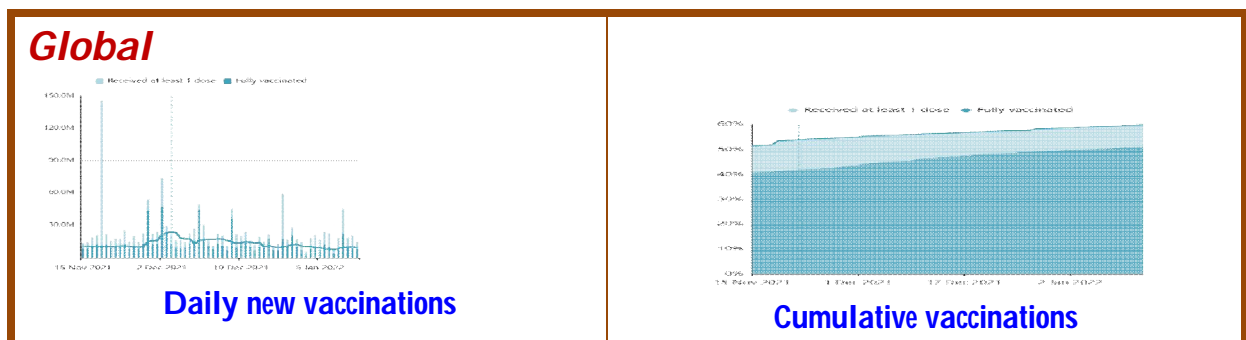 Global
Received at least 1 dose Fully vaccinated
150.0M
120.0M
90.0M
60.0M
30.0M
15 Nov 2021 2 Dec 2021 19 Dec 2021 5 Jan 2022
Daily new vaccinations
Received at least 1 dose Fully vaccinated
60%
50%
40%
30%
20%
10%
0%
15 Nov 2021 1 Dec 2021 17 Dec 2021 2 Jan 2022
Cumulative vaccinations